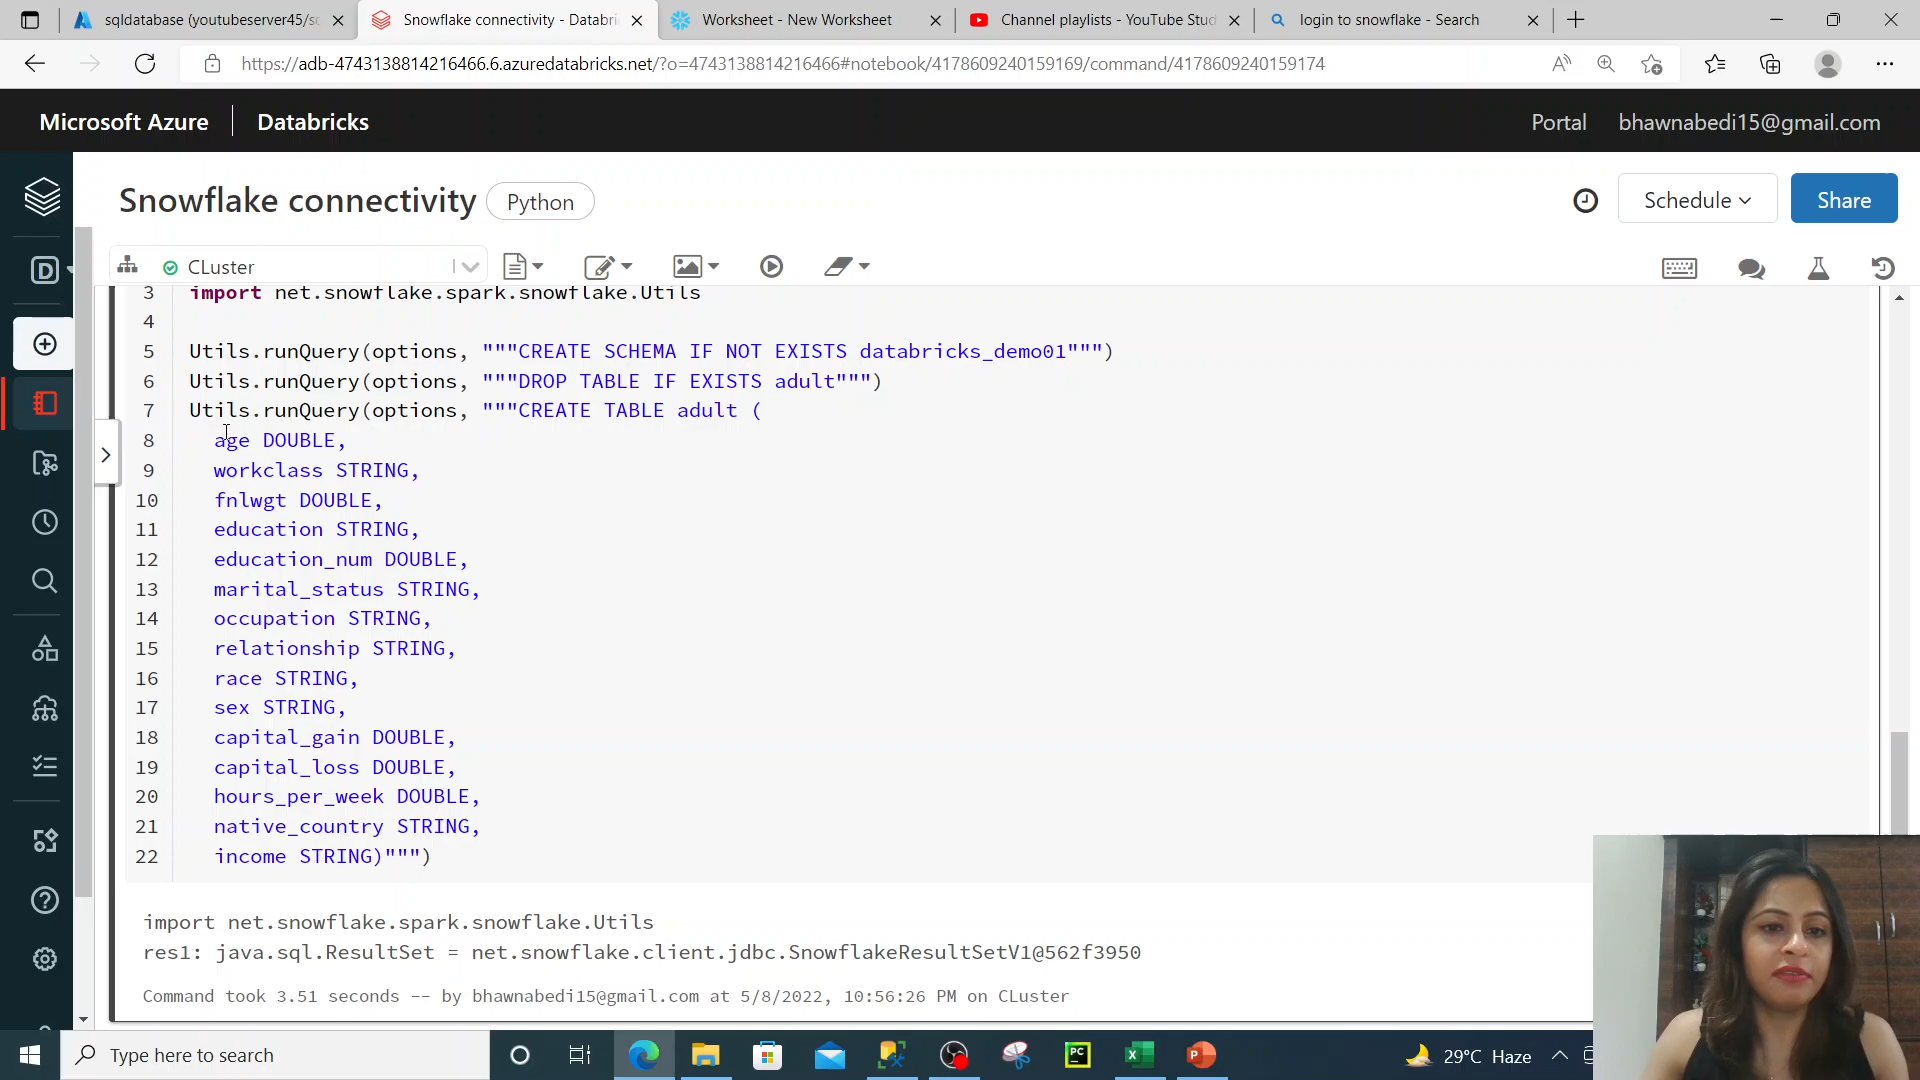 sqldatabase (youtubeserver45/sc
Snowflake connectivity - Databri
Worksheet - New Worksheet
Channel playlists - YouTube Stud
login to snowflake - Search
https://adb-4743138814216466.6.azuredatabricks.net/?o=4743138814216466#notebook/4178609240159169/command/4178609240159174
Microsoft Azure
Databricks
Portal
bhawnabedi15@gmail.com
Snowflake connectivity
Python
Schedule
Share
CLuster
3 import net.snowflake.spark.snowflake.Utils
4
5 Utils.runQuery(options, """CREATE SCHEMA IF NOT EXISTS databricks_demo01""")
6 Utils.runQuery(options, """DROP TABLE IF EXISTS adult""")
7 Utils.runQuery(options, """CREATE TABLE adult (
8 age DOUBLE,
9 workclass STRING,
10 fnlwgt DOUBLE,
11 education STRING,
12 education_num DOUBLE,
13 marital_status STRING,
14 occupation STRING,
15 relationship STRING,
16 race STRING,
17 sex STRING,
18 capital_gain DOUBLE,
19 capital_loss DOUBLE,
20 hours_per_week DOUBLE,
21 native_country STRING,
22 income STRING)""")
import net.snowflake.spark.snowflake.Utils
res1: java.sql.ResultSet = net.snowflake.client.jdbc.SnowflakeResultSetV1@562f3950
Command took 3.51 seconds -- by bhawnabedi15@gmail.com at 5/8/2022, 10:56:26 PM on CLuster
Type here to search
29°C Haze